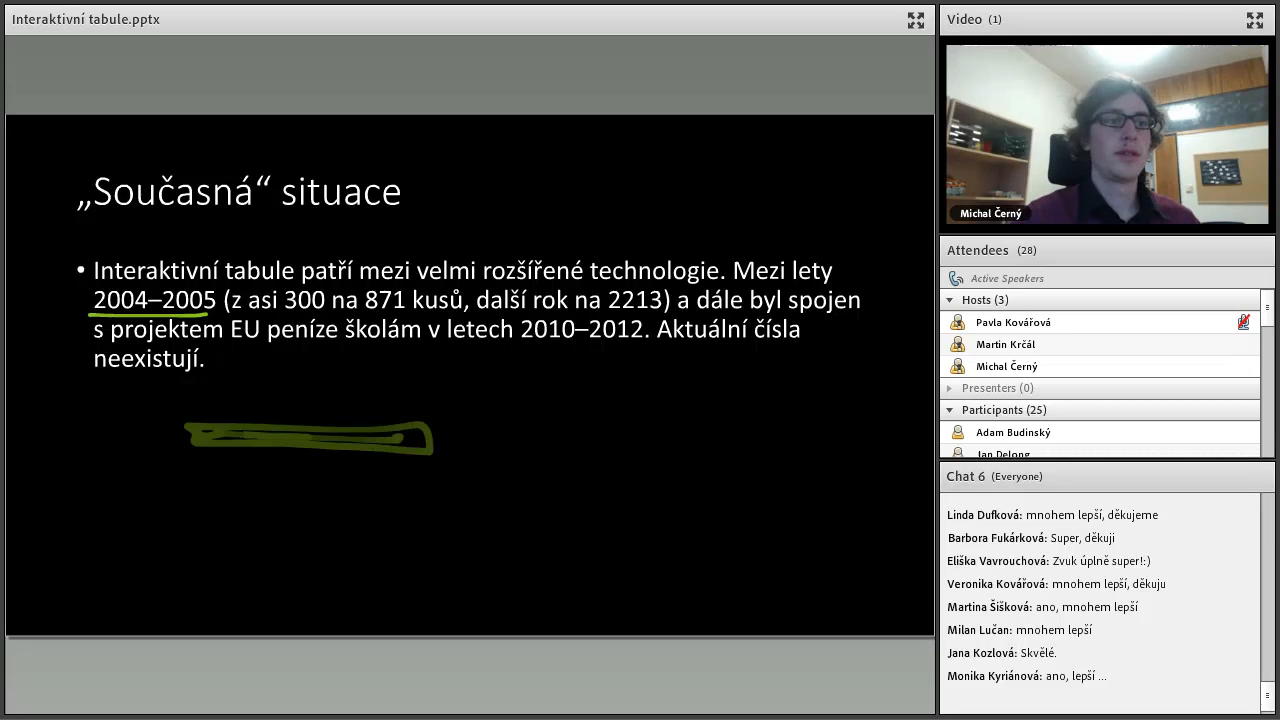 Interaktivní tabule.pptx
„Současná“ situace
• Interaktivní tabule patří mezi velmi rozšířené technologie. Mezi lety
2004–2005 (z asi 300 na 871 kusů, další rok na 2213) a dále byl spojen
s projektem EU peníze školám v letech 2010–2012. Aktuální čísla
neexistují.
Video (1)
Michal Černý
Attendees (28)
Active Speakers
Hosts (3)
Pavla Kovářová
Martin Krčál
Michal Černý
Presenters (0)
Participants (25)
Adam Budinský
Jan Delong
Chat 6 (Everyone)
Linda Dufková: mnohem lepší, děkujeme
Barbora Fukárková: Super, děkuji
Eliška Vavrouchová: Zvuk úplně super!:)
Veronika Kovářová: mnohem lepší, děkuju
Martina Šišková: ano, mnohem lepší
Milan Lučan: mnohem lepší
Jana Kozlová: Skvělé.
Monika Kyriánová: ano, lepší ...